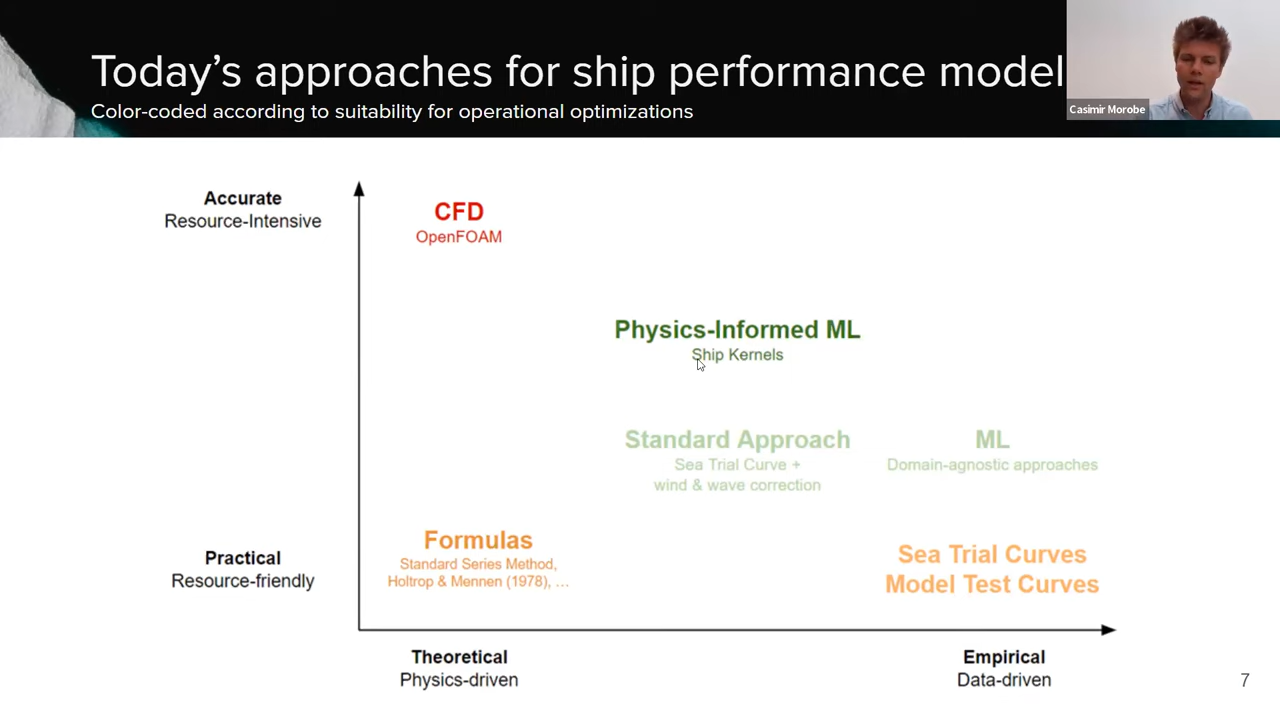 Today’s approaches for ship performance model
Color-coded according to suitability for operational optimizations
Casimir Morobe
Accurate
Resource-Intensive
CFD
OpenFOAM
Physics-Informed ML
Ship Kernels
Standard Approach
Sea Trial Curve +
wind & wave correction
ML
Domain-agnostic approaches
Formulas
Standard Series Method,
Holtrop & Mennen (1978), ...
Practical
Resource-friendly
Sea Trial Curves
Model Test Curves
Theoretical
Physics-driven
Empirical
Data-driven
7